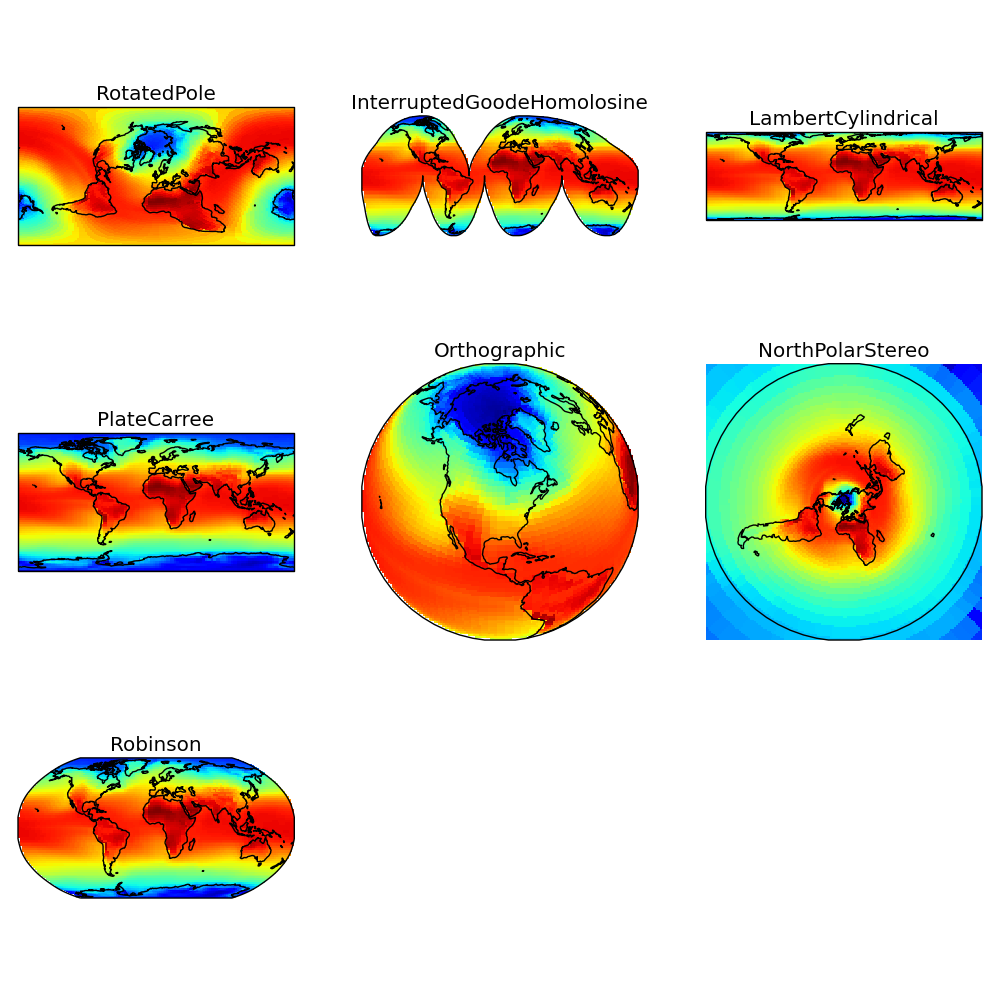 RotatedPole
InterruptedGoodeHomolosine
LambertCylindrical
PlateCarree
Orthographic
NorthPolarStereo
Robinson